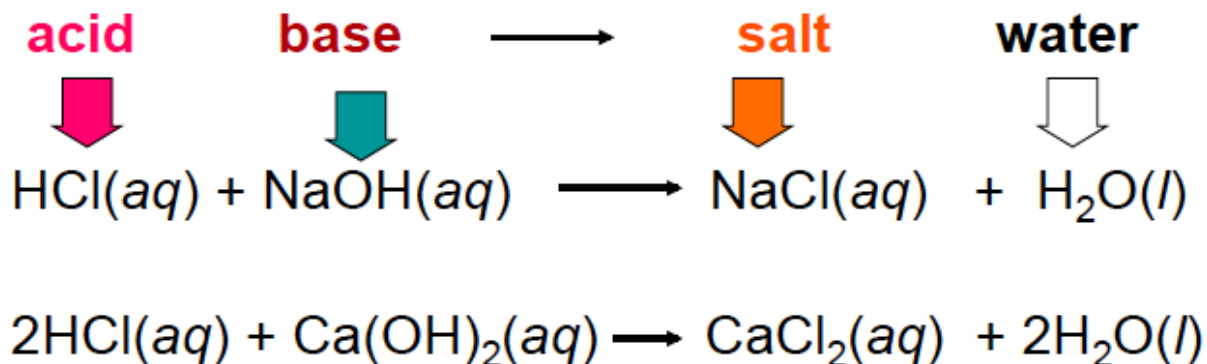 acid base → salt water
HCl(aq) + NaOH(aq) → NaCl(aq) + H₂O(l)
2HCl(aq) + Ca(OH)₂(aq) → CaCl₂(aq) + 2H₂O(l)